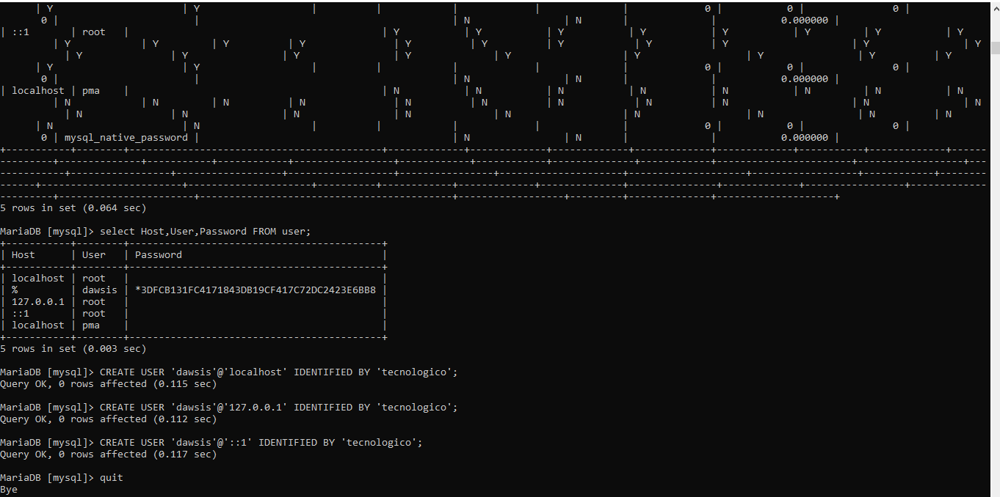 | Y | Y | | | | | | 0 | 0 | 0 |
0 | | | N | N | | | 0.000000 |
| ::1 | root | | Y | Y | Y | Y | Y | Y | Y | Y
| Y | Y | Y | Y | Y | Y | Y | Y | Y | Y | Y
| Y | Y | Y | Y | Y | Y | Y | Y | Y
| Y | Y | | | | | | 0 | 0 | 0 |
0 | | | N | N | | | 0.000000 |
| localhost | pma | | N | N | N | N | N | N | N | N
| N | N | N | N | N | N | N | N | N | N | N
| N | N | N | N | N | N | N | N | N
| N | N | | | | | | 0 | 0 | 0 |
0 | mysql_native_password | | N | N | | | 0.000000 |
5 rows in set (0.064 sec)
MariaDB [mysql]> select Host,User,Password FROM user;
+-----------+--------+-------------------------------------------+
| Host      | User   | Password                                  |
+-----------+--------+-------------------------------------------+
| localhost | root   |                                           |
| %         | dawsis | *3DFCB131FC4171843DB19CF417C72DC2423E6BB8 |
| 127.0.0.1 | root   |                                           |
| ::1       | root   |                                           |
| localhost | pma    |                                           |
+-----------+--------+-------------------------------------------+
5 rows in set (0.003 sec)
MariaDB [mysql]> CREATE USER 'dawsis'@'localhost' IDENTIFIED BY 'tecnologico';
Query OK, 0 rows affected (0.115 sec)
MariaDB [mysql]> CREATE USER 'dawsis'@'127.0.0.1' IDENTIFIED BY 'tecnologico';
Query OK, 0 rows affected (0.112 sec)
MariaDB [mysql]> CREATE USER 'dawsis'@'::1' IDENTIFIED BY 'tecnologico';
Query OK, 0 rows affected (0.117 sec)
MariaDB [mysql]> quit
Bye